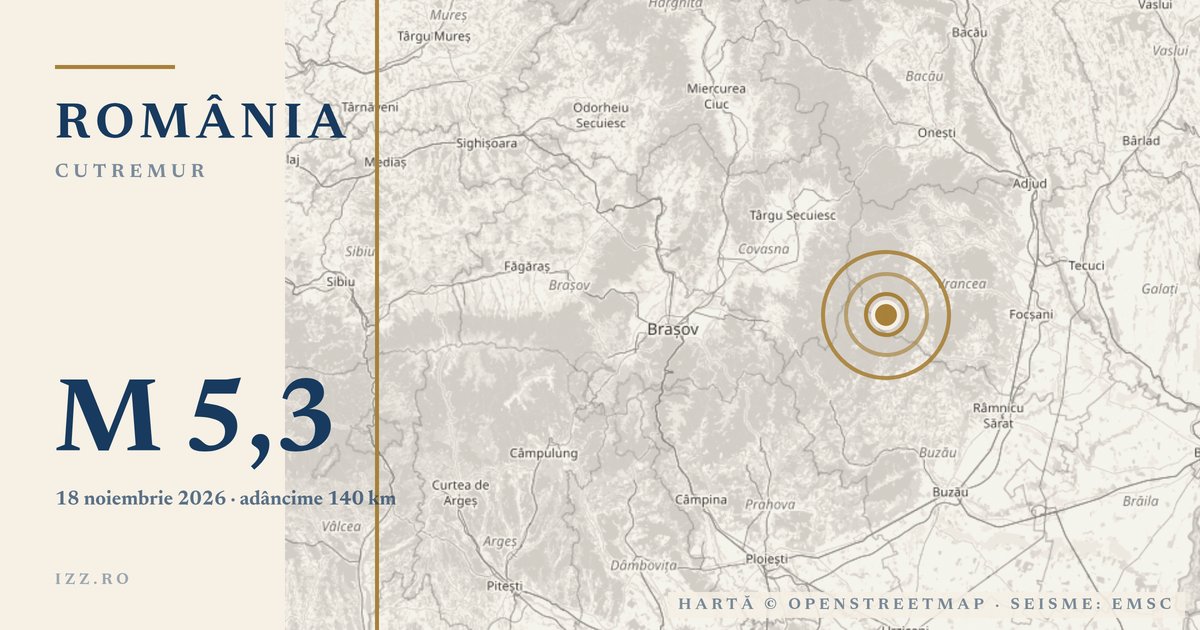 ROMÂNIA
CUTREMUR
M 5,3
18 noiembrie 2026 · adâncime 140 km
IZZ.RO
Mureș
Târgu Mureș
Harghita
Vaslui
Bacău
Vaslui
Bacău
Miercurea
Ciuc
Odorheiu
Secuiesc
Târnăveni
Onești
Bârlad
Sighișoara
laj
Mediaș
Adjud
Târgu Secuiesc
Covasna
Sibiu
Sibiu
Făgăraș
Brașov
Tecuci
Galați
Vrancea
Focșani
Brașov
Râmnicu
Sărat
Câmpulung
Buzău
Curtea de
Argeș
Câmpina
Prahova
Buzău
Brăila
Vâlcea
Argeș
Ploiești
Dâmbovița
Pitești
HARTĂ © OPENSTREETMAP · SEISME: EMSC